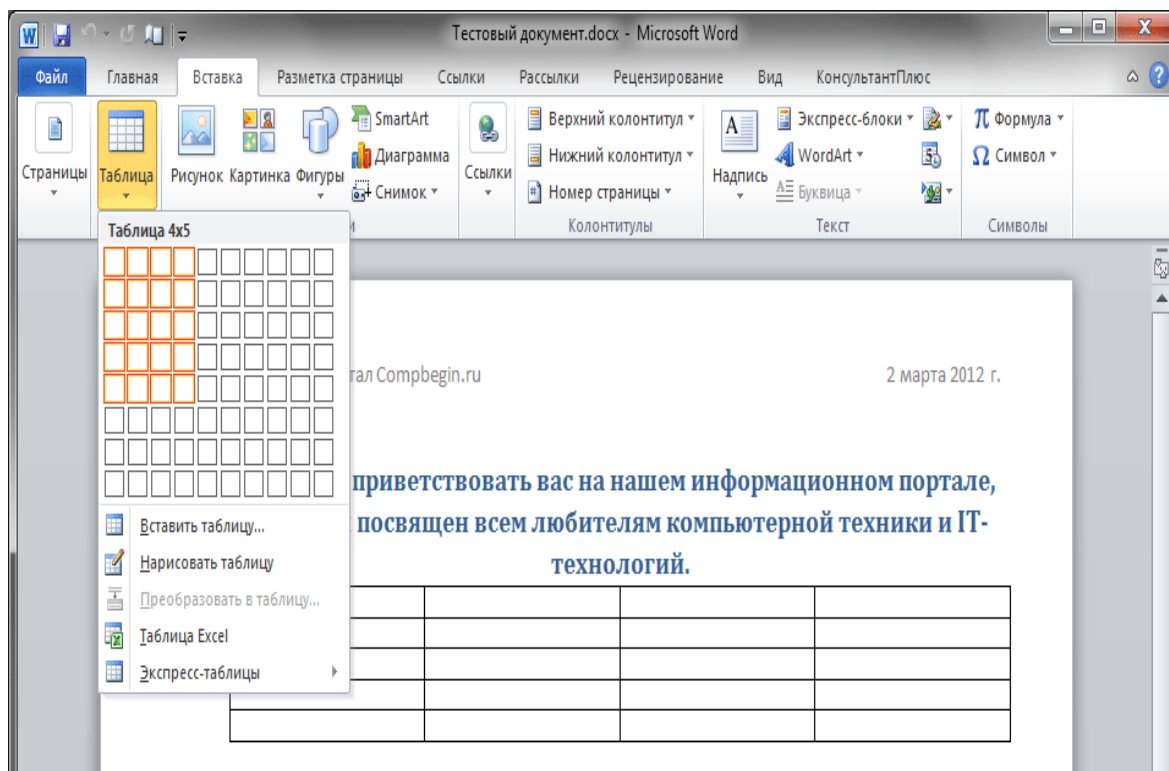 Тестовый документ.docx - Microsoft Word
Файл Главная Вставка Разметка страницы Ссылки Рассылки Рецензирование Вид КонсультантПлюс
Страницы
Таблица
Рисунок Картинка Фигуры
SmartArt
Диаграмма
Снимок
Ссылки
Верхний колонтитул
Нижний колонтитул
Номер страницы
Колонтитулы
Надпись
Экспресс-блоки
WordArt
Буквица
Текст
π Формула
Ω Символ
Символы
Таблица 4x5
Вставить таблицу...
Нарисовать таблицу
Преобразовать в таблицу...
Таблица Excel
Экспресс-таблицы
тал Compbegin.ru 2 марта 2012 г.
приветствовать вас на нашем информационном портале,
посвящен всем любителям компьютерной техники и IT-
технологий.